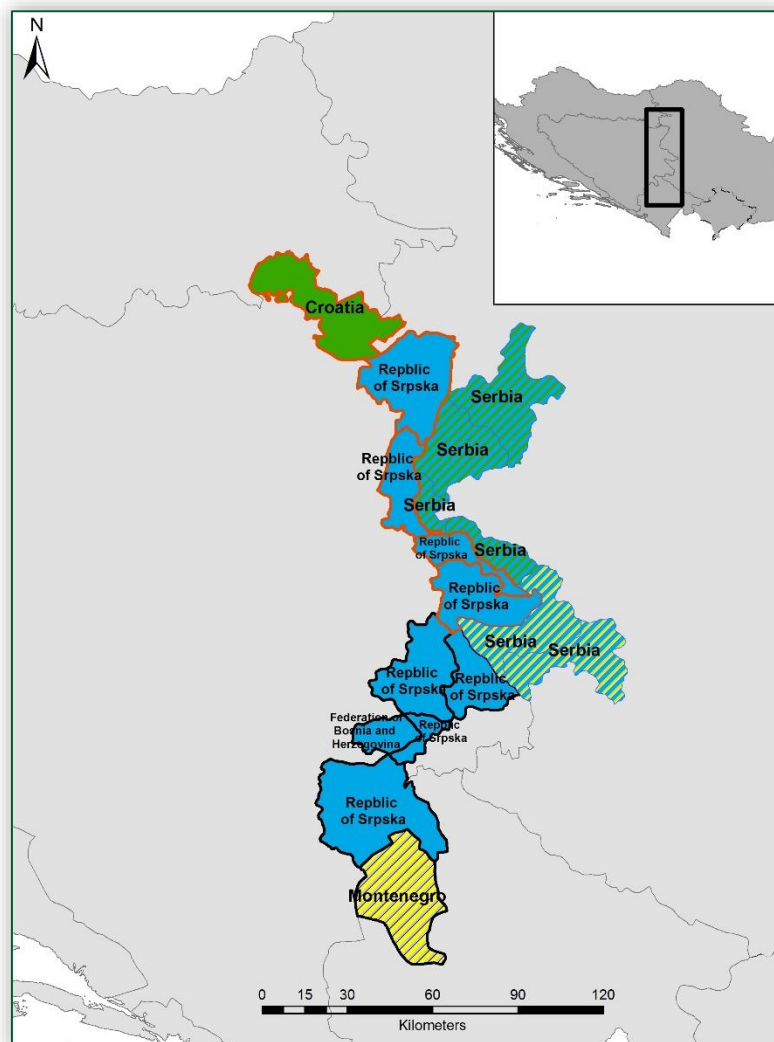 N
Croatia
Repblic
of Srpska
Serbia
Serbia
Repblic
of Srpska
Serbia
Repblic
of Srpska
Serbia
Repblic
of Srpska
Serbia
Serbia
Repblic
of Srpska
Repblic
of Srpska
Federation of
Bosnia and
Herzegovina
Repblic
of Srpska
Repblic
of Srpska
Montenegro
0 15 30 60 90 120
Kilometers